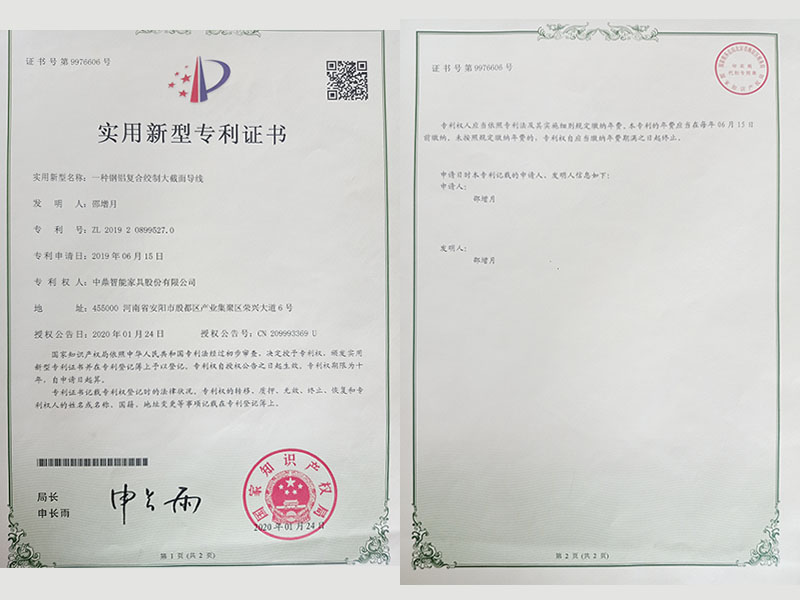 证书号第9976606号
实用新型专利证书
实用新型名称：一种钢铝复合绞制大截面导线
发 明 人：邵增月
专 利 号：ZL 2019 2 0899527.0
专利申请日：2019年06月15日
专 利 权 人：中鼎智能家具股份有限公司
地 址：455000 河南省安阳市殷都区产业集聚区荣兴大道6号
授权公告日：2020年01月24日 授权公告号：CN 209993369 U
国家知识产权局依照中华人民共和国专利法经过初步审查，决定授予专利权，颁发实用
新型专利证书并在专利登记簿上予以登记。专利权自授权公告之日起生效。专利权期限为十
年，自申请日起算。
专利证书记载专利权登记时的法律状况。专利权的转移、质押、无效、终止、恢复和专
利权人的姓名或名称、国籍、地址变更等事项记载在专利登记簿上。
局长
申长雨
申长雨
国家知识产权局
2020年01月24日
第 1 页 (共 2 页)
证书号第9976606号
专利权人应当依照专利法及其实施细则规定缴纳年费。本专利的年费应当在每年06月15日
前缴纳。未按照规定缴纳年费的，专利权自应当缴纳年费期满之日起终止。
申请日时本专利记载的申请人、发明人信息如下：
申请人：
邵增月
发明人：
邵增月
第 2 页 (共 2 页)